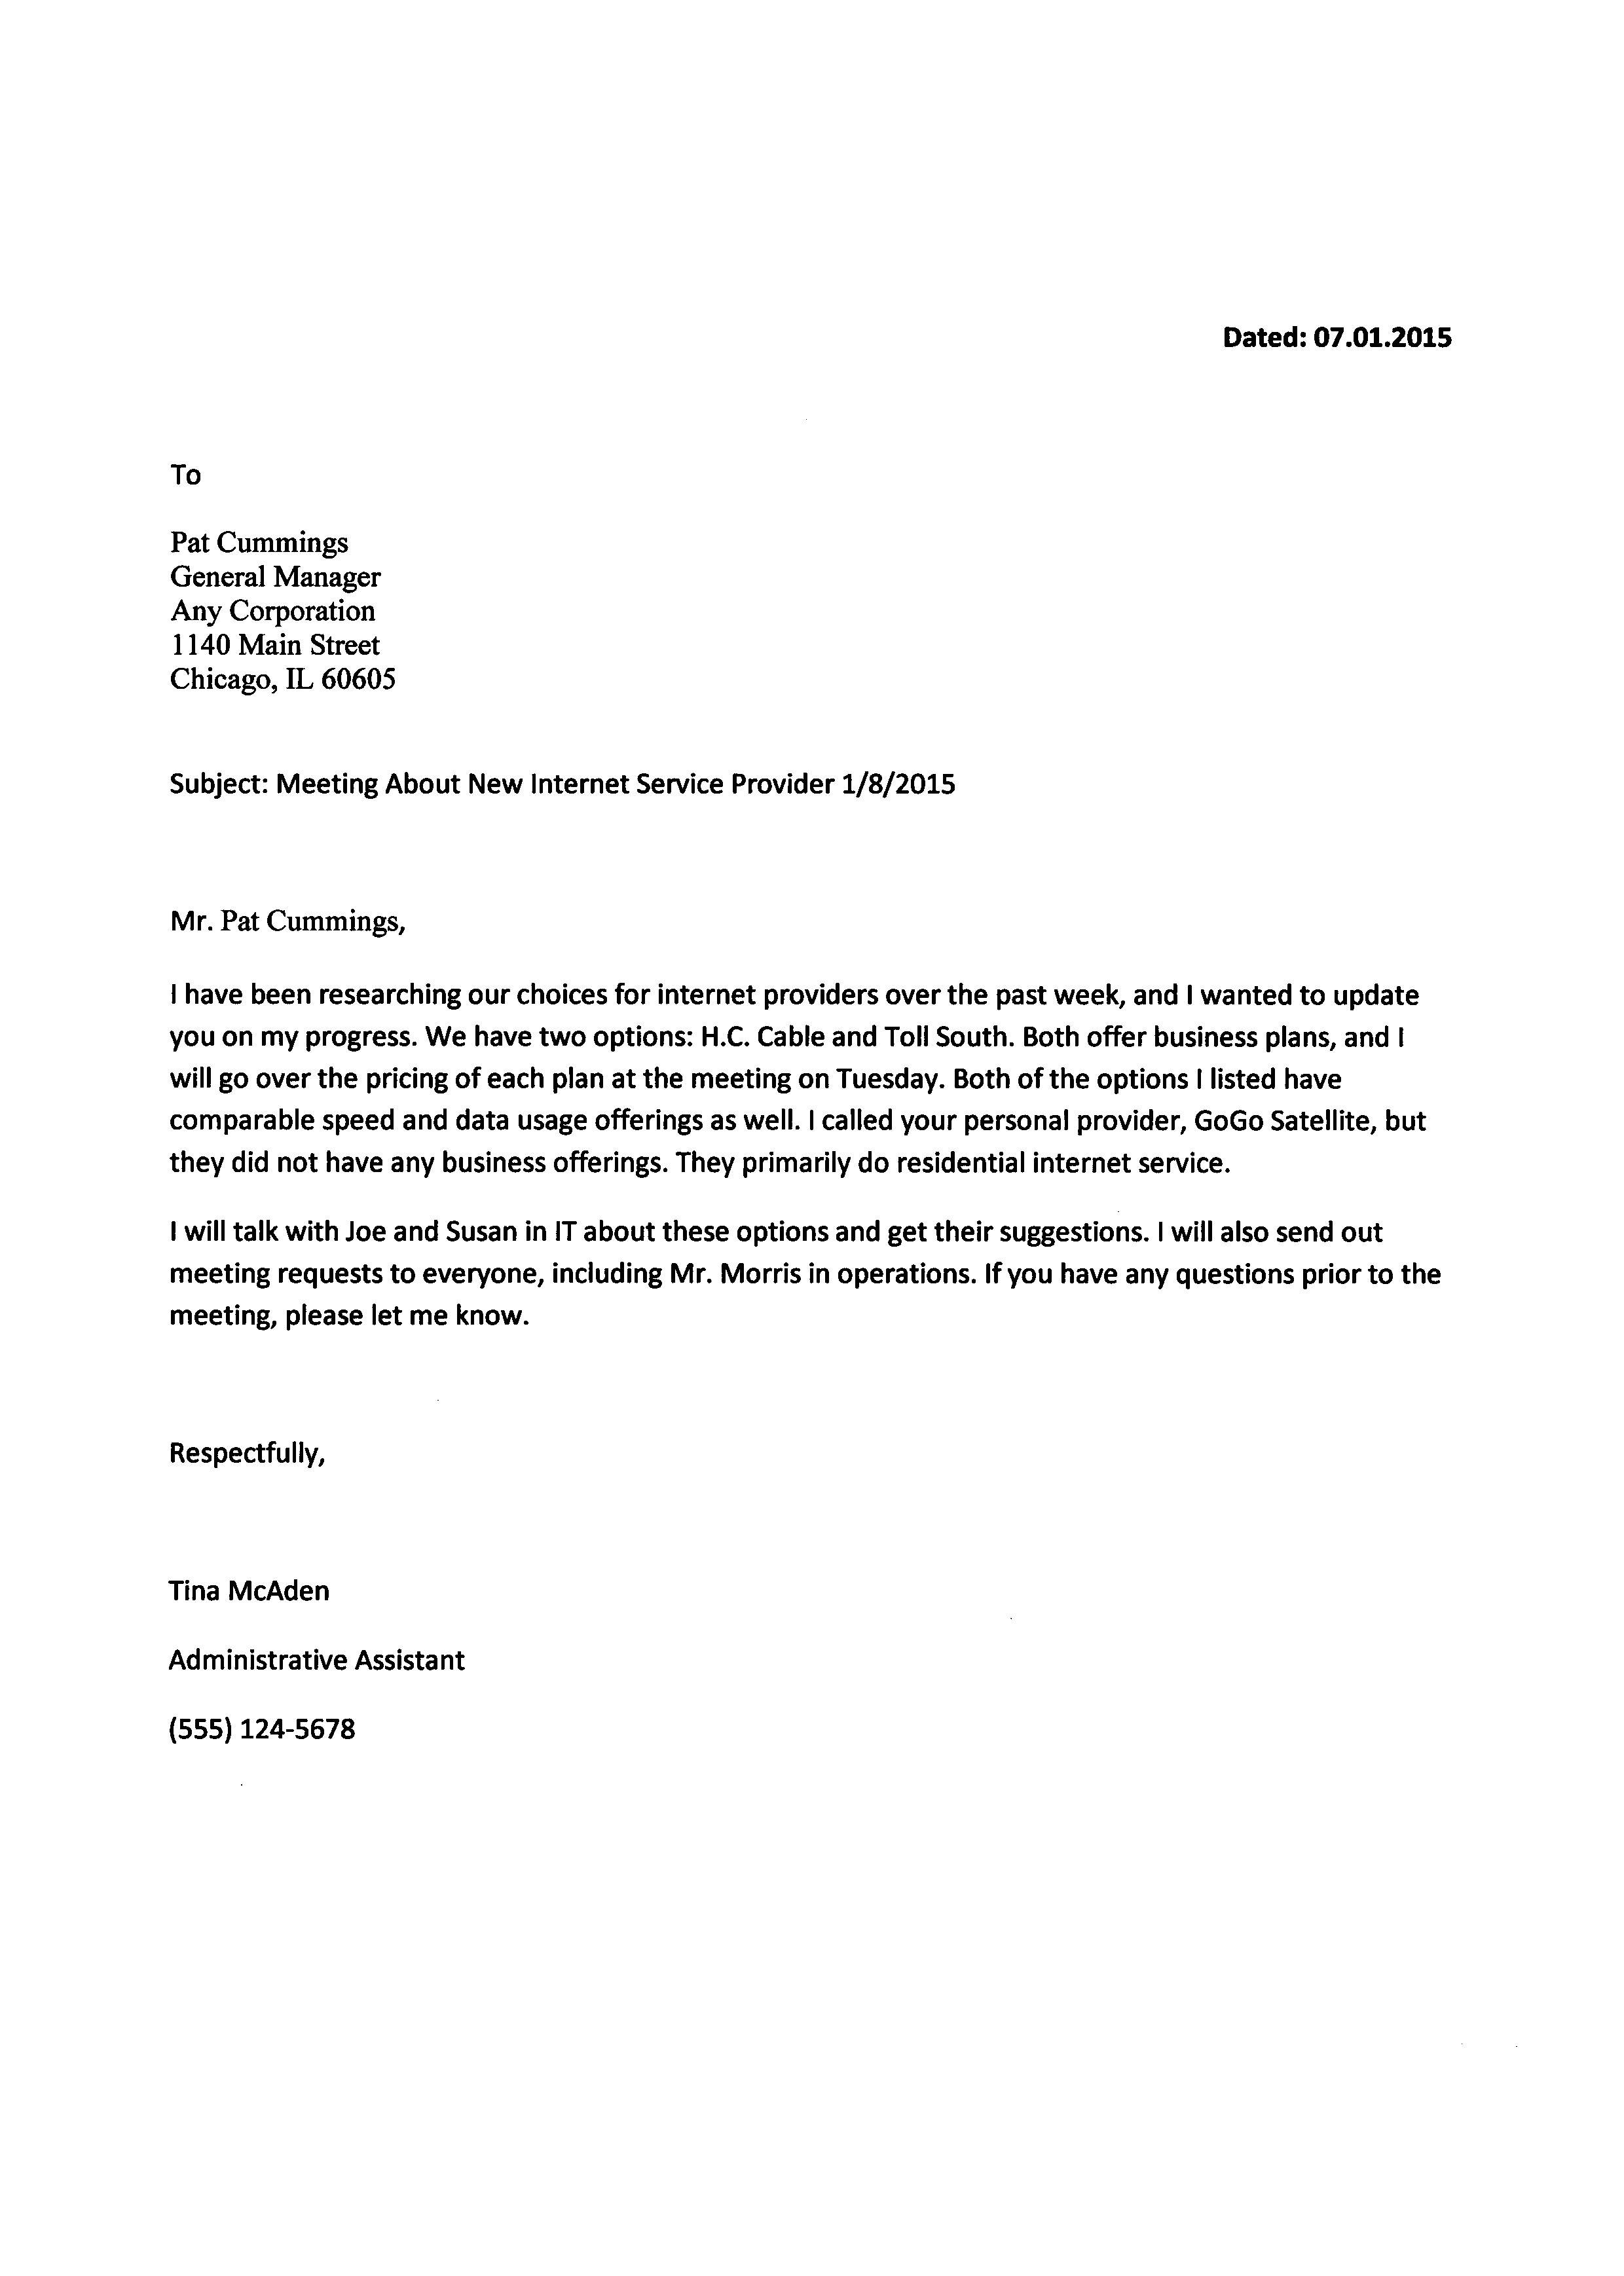 Dated: 07.01.2015
To
Pat Cummings
General Manager
Any Corporation
1140 Main Street
Chicago, IL 60605
Subject: Meeting About New Internet Service Provider 1/8/2015
Mr. Pat Cummings,
I have been researching our choices for internet providers over the past week, and I wanted to update
you on my progress. We have two options: H.C. Cable and Toll South. Both offer business plans, and I
will go over the pricing of each plan at the meeting on Tuesday. Both of the options I listed have
comparable speed and data usage offerings as well. I called your personal provider, GoGo Satellite, but
they did not have any business offerings. They primarily do residential internet service.
I will talk with Joe and Susan in IT about these options and get their suggestions. I will also send out
meeting requests to everyone, including Mr. Morris in operations. If you have any questions prior to the
meeting, please let me know.
Respectfully,
Tina McAden
Administrative Assistant
(555) 124-5678